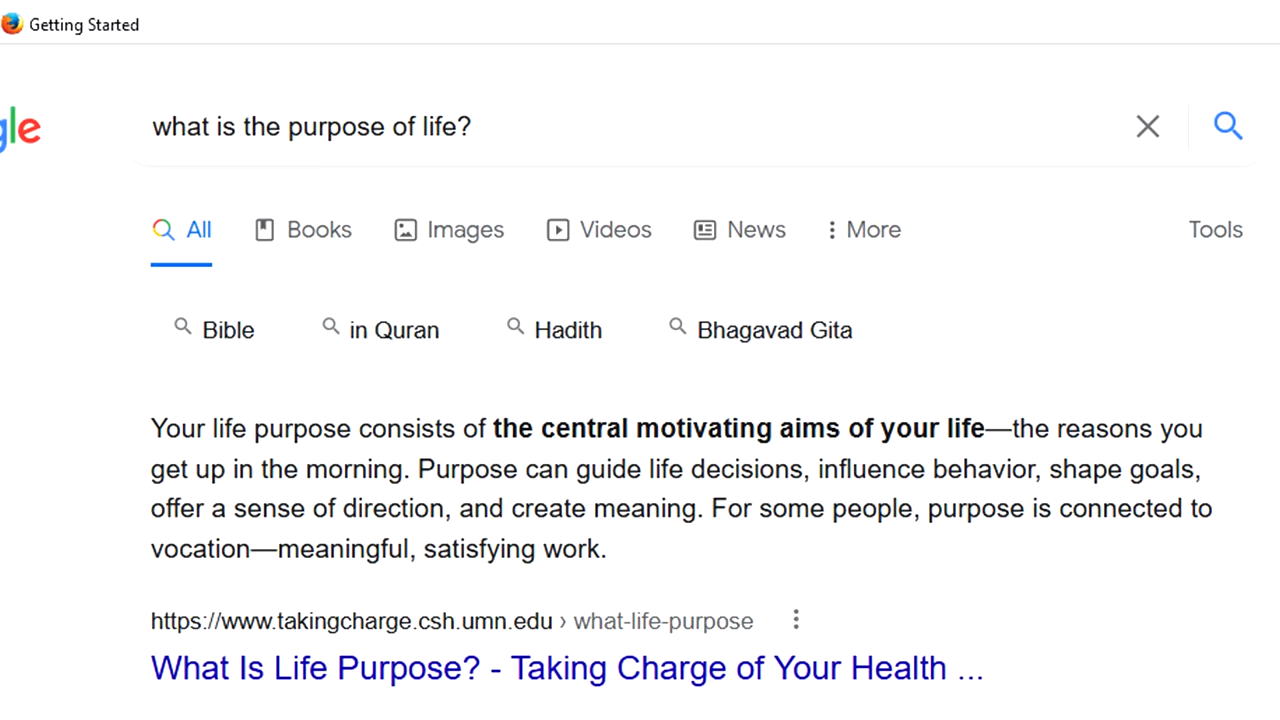 Getting Started
gle
what is the purpose of life?
All Books Images Videos News More Tools
Bible in Quran Hadith Bhagavad Gita
Your life purpose consists of the central motivating aims of your life—the reasons you
get up in the morning. Purpose can guide life decisions, influence behavior, shape goals,
offer a sense of direction, and create meaning. For some people, purpose is connected to
vocation—meaningful, satisfying work.
https://www.takingcharge.csh.umn.edu › what-life-purpose
What Is Life Purpose? - Taking Charge of Your Health ...